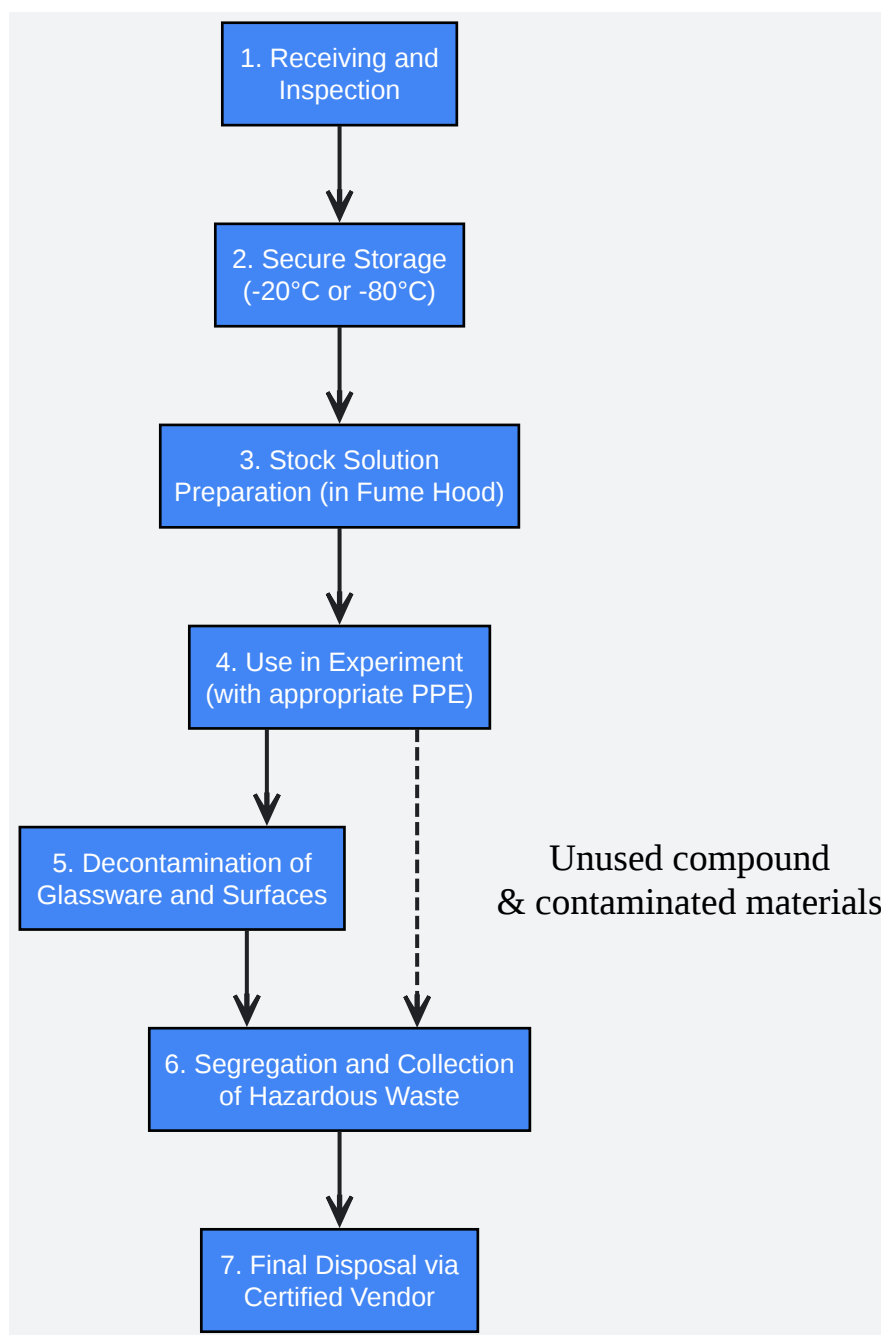 1. Receiving and
Inspection
2. Secure Storage
(-20°C or -80°C)
3. Stock Solution
Preparation (in Fume Hood)
4. Use in Experiment
(with appropriate PPE)
5. Decontamination of
Glassware and Surfaces
Unused compound
& contaminated materials
6. Segregation and Collection
of Hazardous Waste
7. Final Disposal via
Certified Vendor